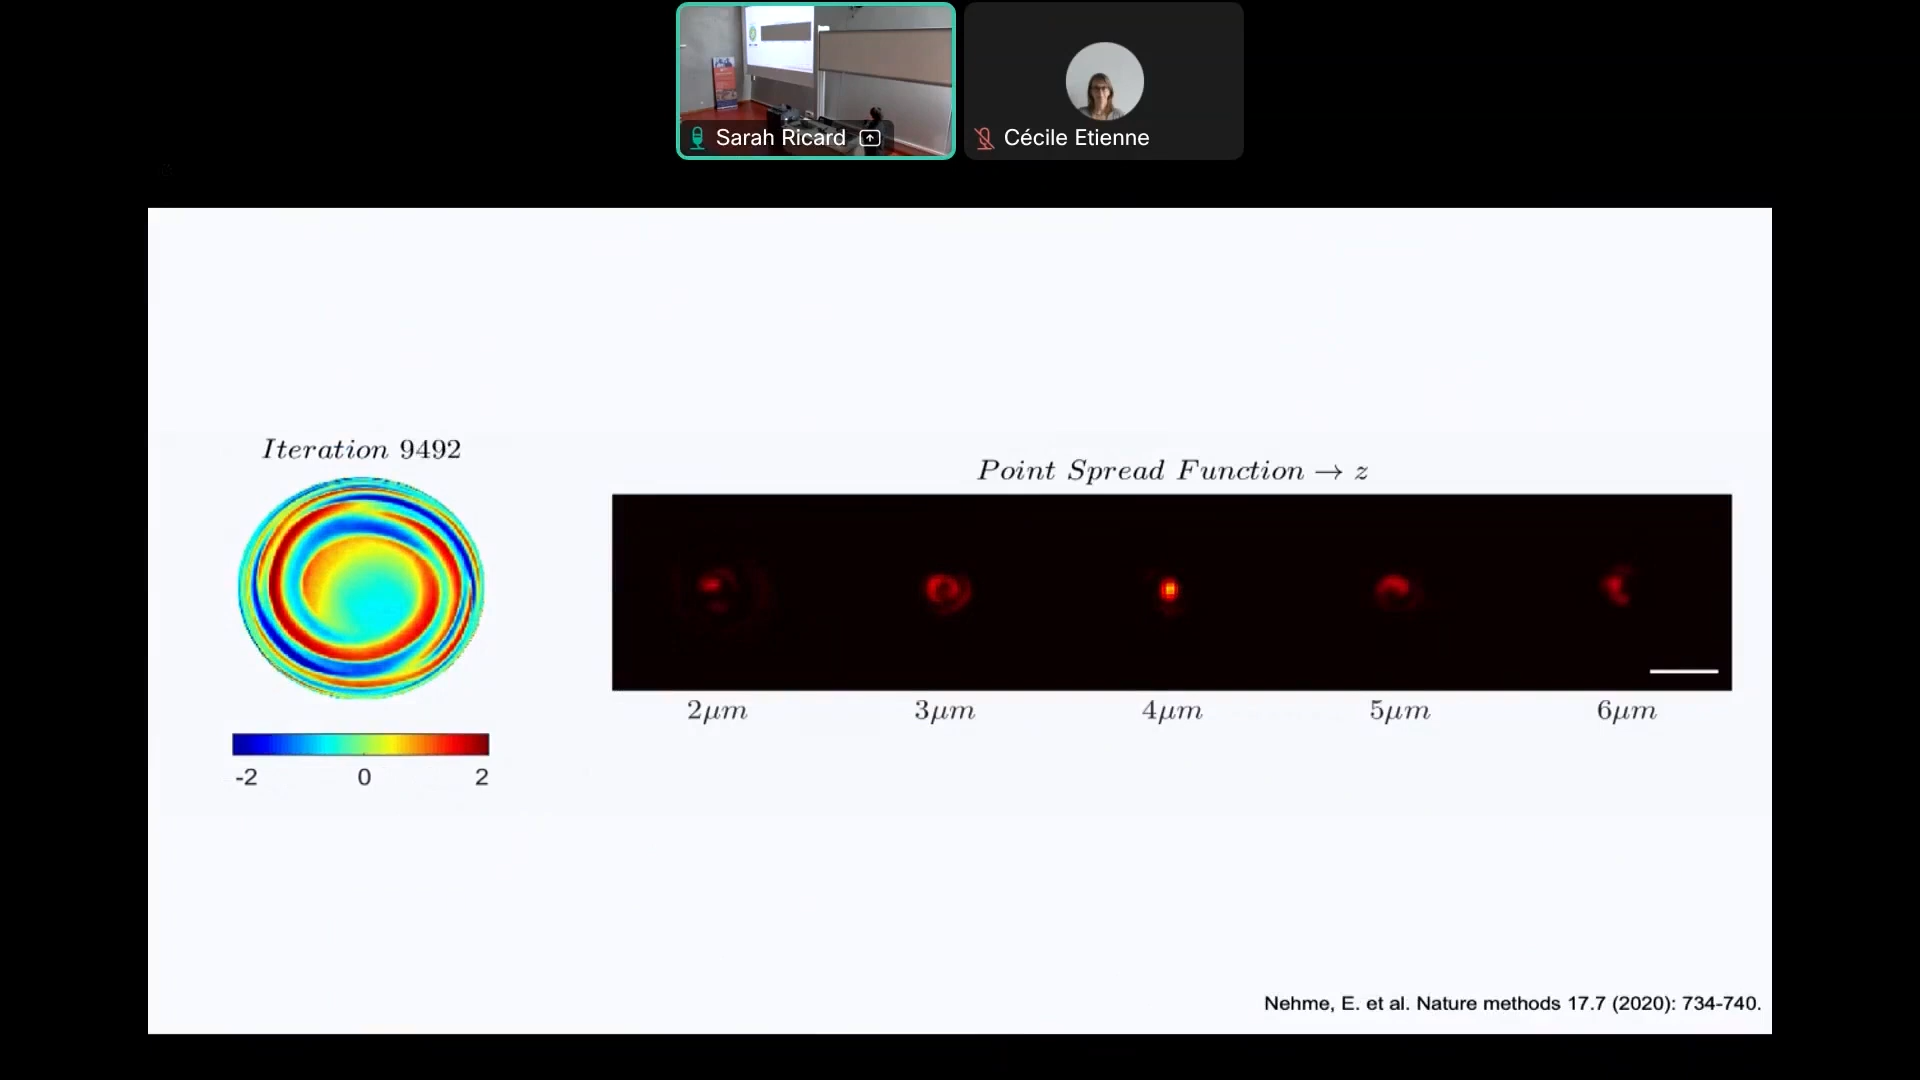 Sarah Ricard
Cécile Etienne
Iteration 9492
Point Spread Function → z
-2 0 2
2μm 3μm 4μm 5μm 6μm
Nehme, E. et al. Nature methods 17.7 (2020): 734-740.